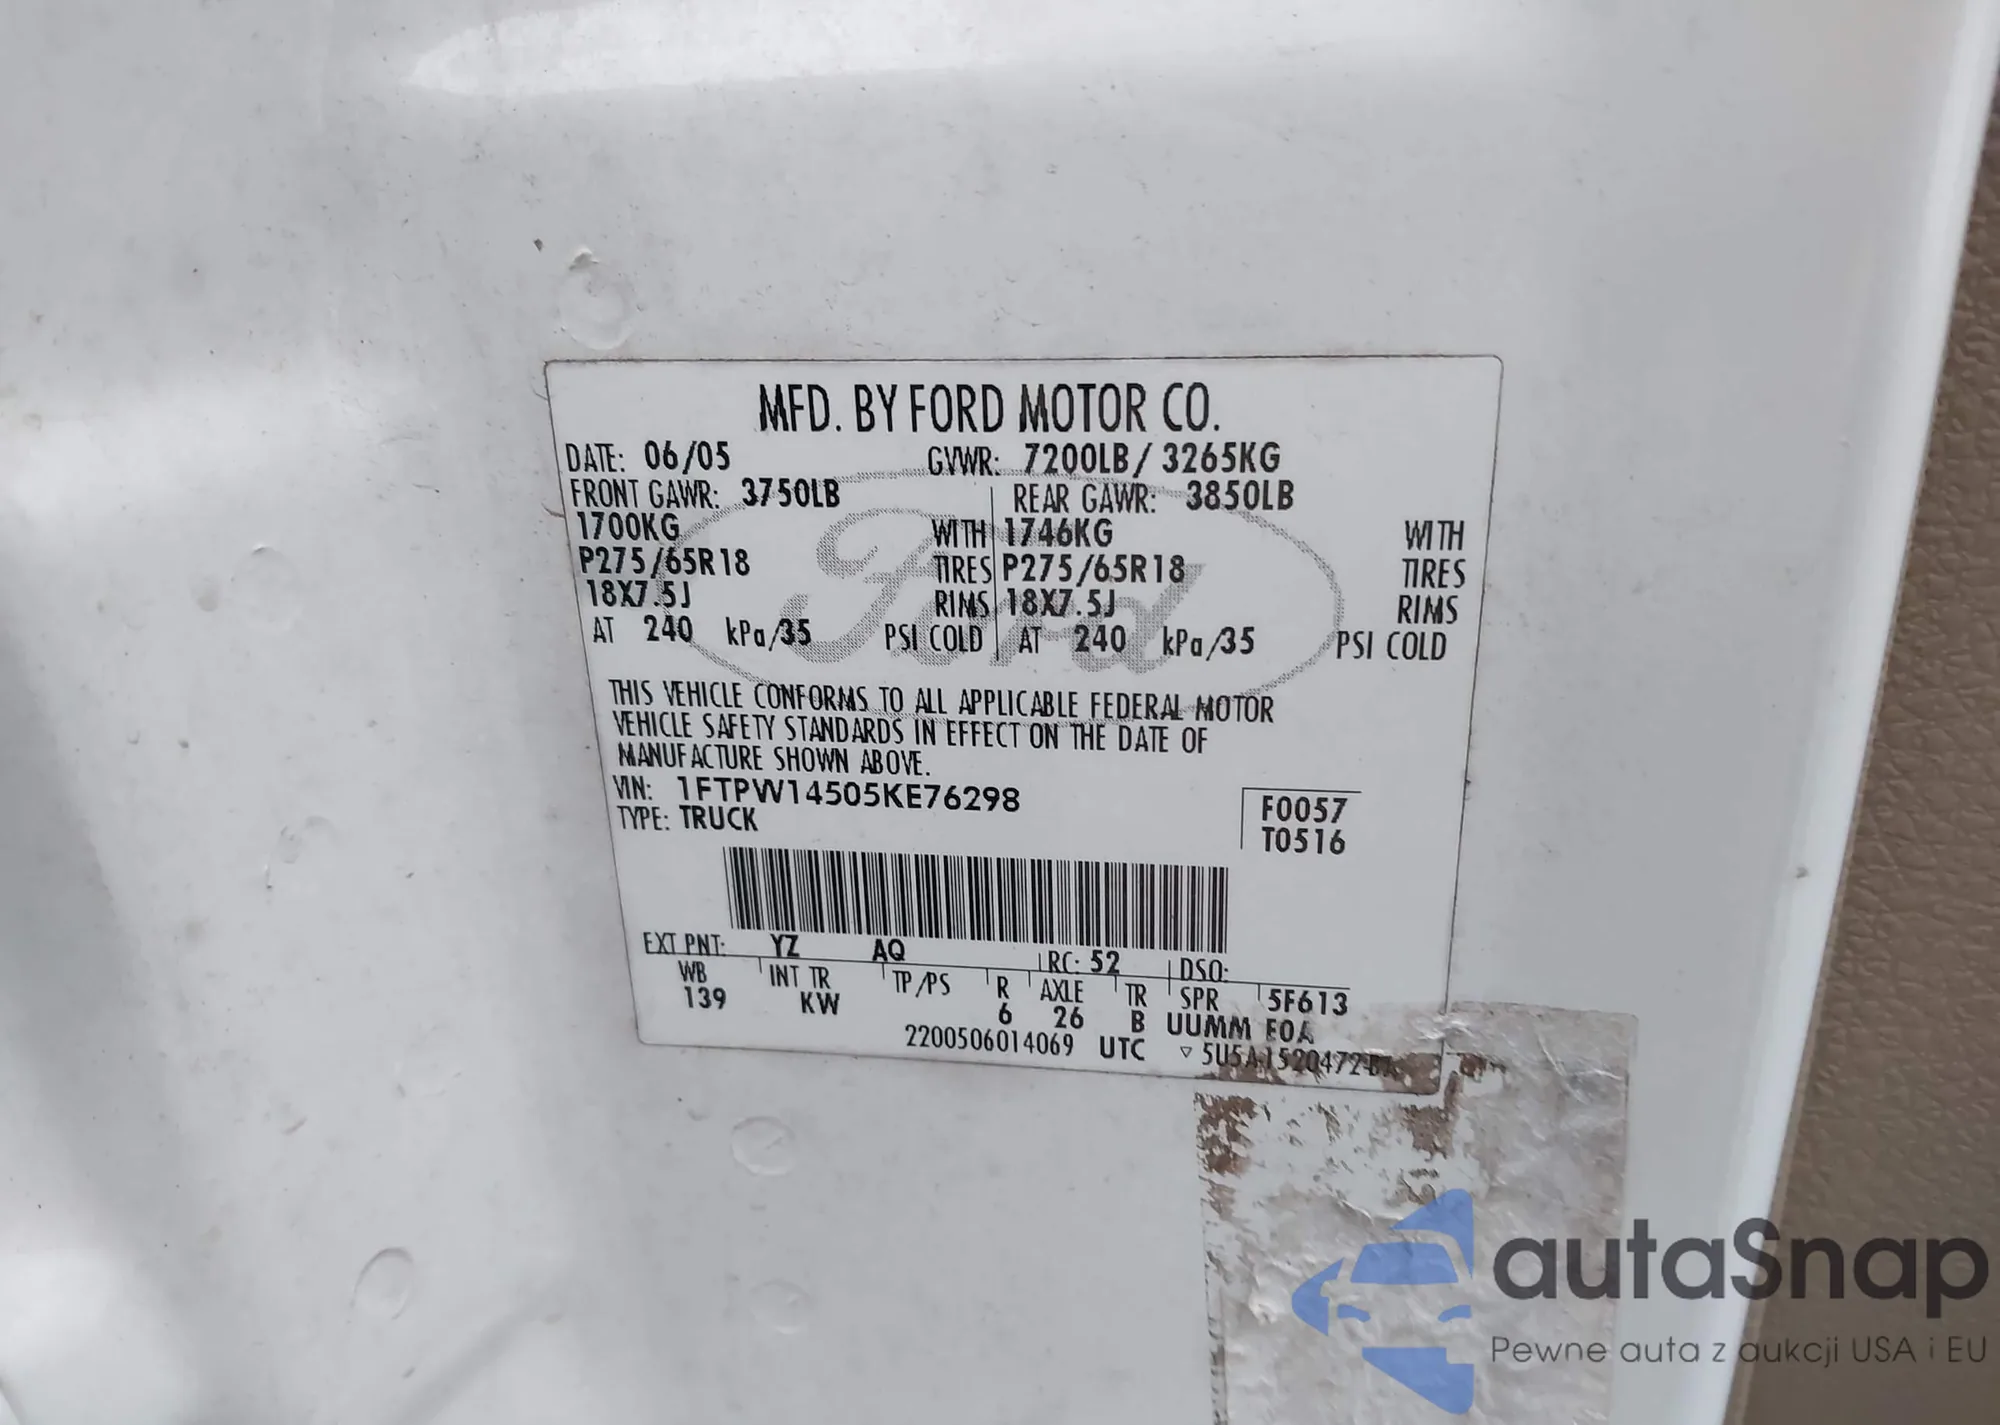 MFD. BY FORD MOTOR CO.
DATE: 06/05 GVWR: 7200LB/ 3265KG
FRONT GAWR: 3750LB REAR GAWR: 3850LB
1700KG WITH 1746KG WITH
P275/65R18 TIRES P275/65R18 TIRES
18X7.5J RIMS 18X7.5J RIMS
AT 240 kPa/35 PSI COLD AT 240 kPa/35 PSI COLD
Ford
THIS VEHICLE CONFORMS TO ALL APPLICABLE FEDERAL MOTOR
VEHICLE SAFETY STANDARDS IN EFFECT ON THE DATE OF
MANUFACTURE SHOWN ABOVE.
VIN: 1FTPW14505KE76298
F0057
TYPE: TRUCK
T0516
EXT PNT: YZ AQ RC: 52 DSO:
WB INT TR TP/PS R AXLE TR SPR 5F613
139 KW 6 26 B UUMM EOA
2200506014069 UTC
autaSnap
Pewne auta z aukcji USA i EU